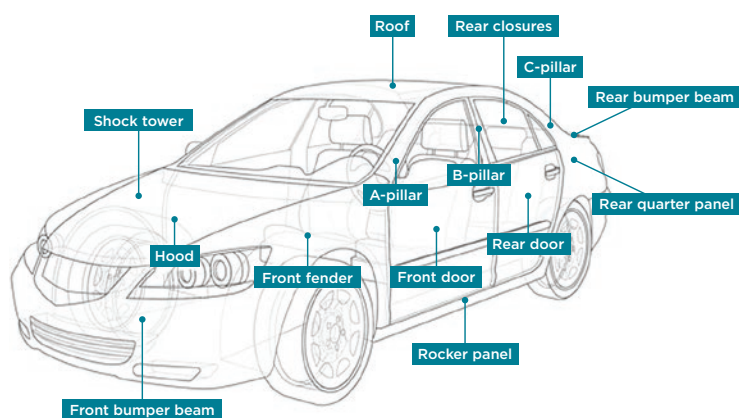 Roof
Rear closures
C-pillar
Rear bumper beam
Shock tower
A-pillar
B-pillar
Rear quarter panel
Hood
Front fender
Front door
Rear door
Rocker panel
Front bumper beam